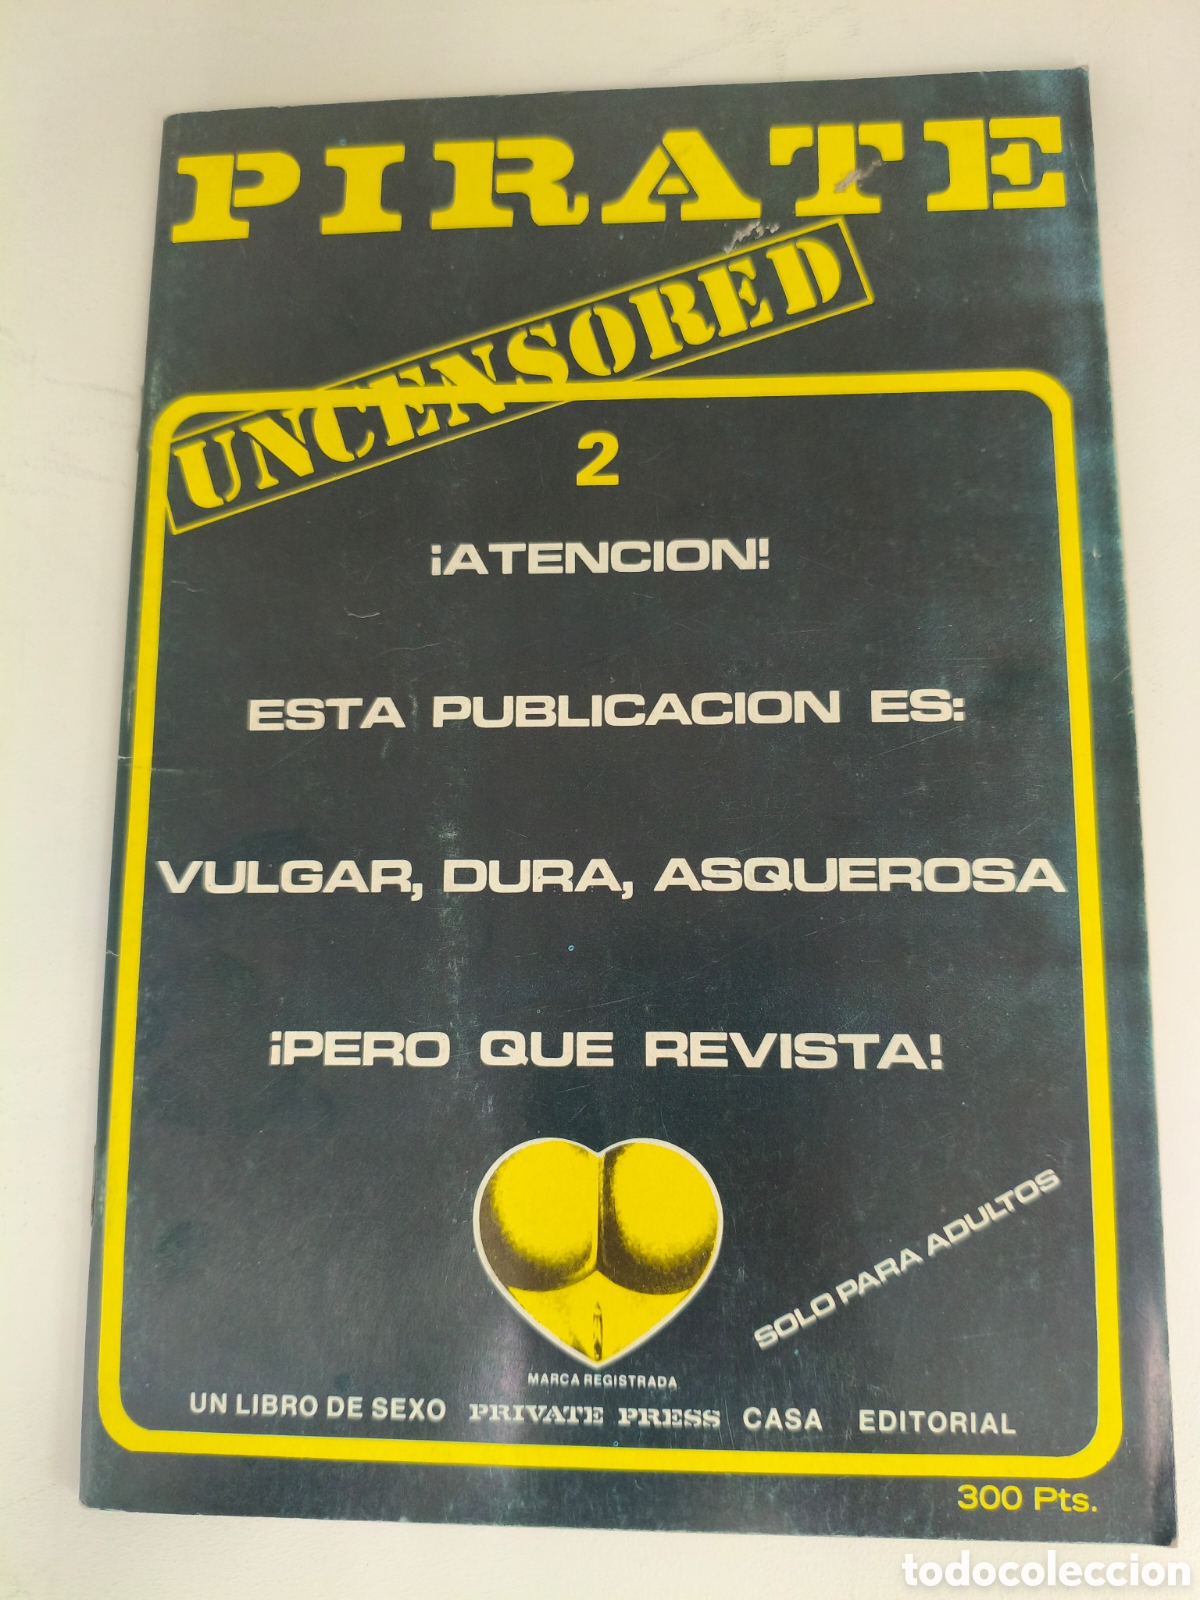 PIRATE
UNCENSORED
2
¡ATENCION!
ESTA PUBLICACION ES:
VULGAR, DURA, ASQUEROSA
¡PERO QUE REVISTA!
SOLO PARA ADULTOS
MARCA REGISTRADA
UN LIBRO DE SEXO PRIVATE PRESS CASA EDITORIAL
300 Pts.
todocoleccion